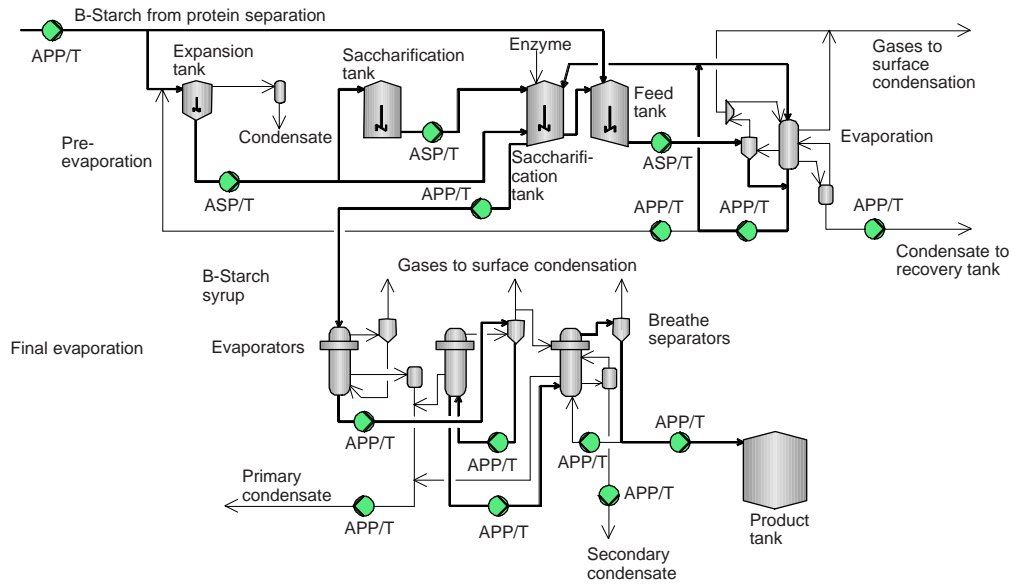 B-Starch from protein separation
APP/T
Expansion
tank
Saccharification
tank
Enzyme
Gases to
surface
condensation
Feed
tank
Evaporation
Condensate
ASP/T
ASP/T
Pre-
evaporation
Saccharifi-
cation
tank
ASP/T
APP/T
APP/T
APP/T
APP/T
Condensate to
recovery tank
B-Starch
syrup
Gases to surface condensation
Final evaporation
Evaporators
Breathe
separators
APP/T
APP/T
APP/T
APP/T
Primary
condensate
APP/T
APP/T
APP/T
Product
tank
Secondary
condensate